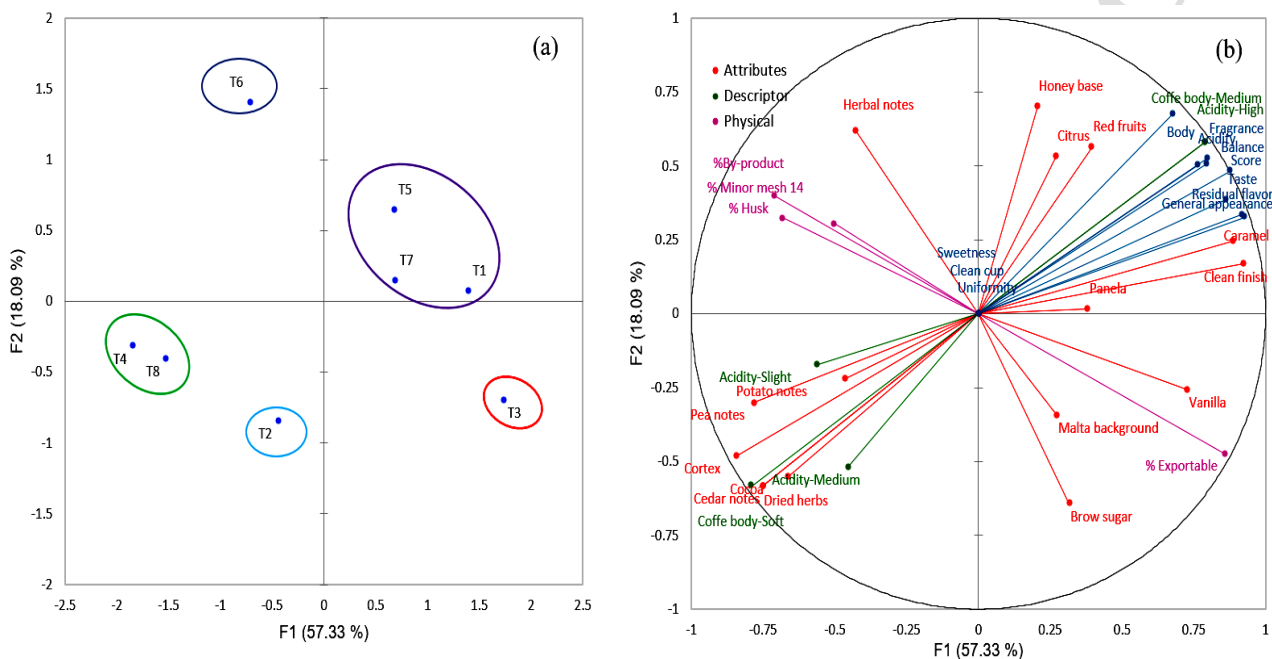 (a)
2
1.5
1
0.5
0
-0.5
-1
-1.5
-2
-2.5
-2
-1.5
-1
-0.5
0
0.5
1
1.5
2
2.5
F2 (18.09 %)
F1 (57.33 %)
T6
T5
T7
T1
T4
T8
T2
T3
(b)
Attributes
Descriptor
Physical
1
0.75
0.5
0.25
0
-0.25
-0.5
-0.75
-1
-1
-0.75
-0.5
-0.25
0
0.25
0.5
0.75
1
F2 (18.09 %)
F1 (57.33 %)
Herbal notes
Honey base
Citrus
Red fruits
Coffe body-Medium
Acidity-High
Body
Fragrance
Acidity
Balance
Score
Taste
Residual flavor
General appearance
Caramel
Clean finish
Panela
%By-product
% Minor mesh 14
% Husk
Sweetness
Clean cup
Uniformity
Acidity-Slight
Potato notes
Pea notes
Cortex
Cocoa
Acidity-Medium
Cedar notes
Dried herbs
Coffe body-Soft
Vanilla
Malta background
% Exportable
Brow sugar